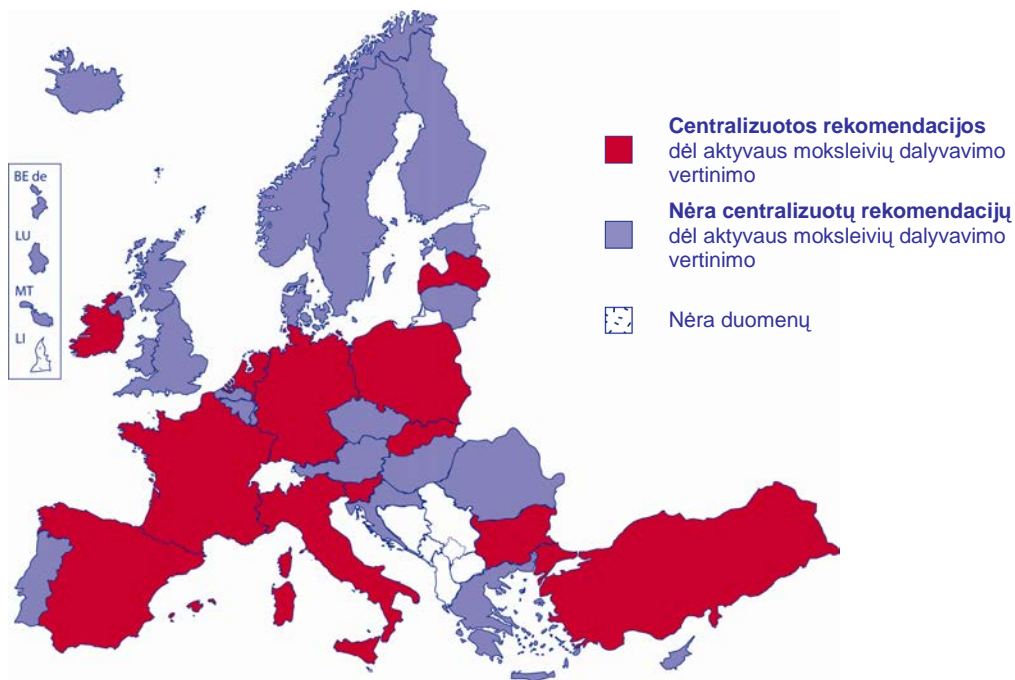 BE de
LU
MT
LI
Centralizuotos rekomendacijos
dėl aktyvaus moksleivių dalyvavimo
vertinimo
Nėra centralizuotų rekomendacijų
dėl aktyvaus moksleivių dalyvavimo
vertinimo
Nėra duomenų